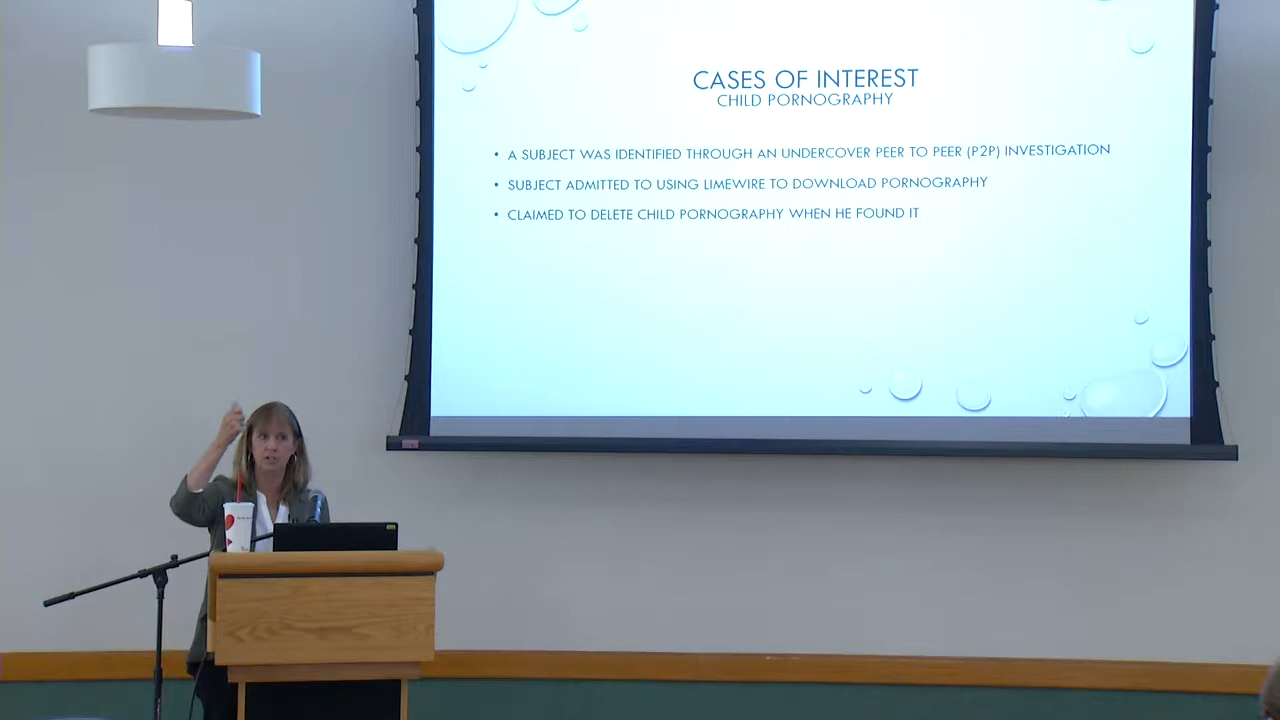 CASES OF INTEREST
CHILD PORNOGRAPHY
• A SUBJECT WAS IDENTIFIED THROUGH AN UNDERCOVER PEER TO PEER (P2P) INVESTIGATION
• SUBJECT ADMITTED TO USING LIMEWIRE TO DOWNLOAD PORNOGRAPHY
• CLAIMED TO DELETE CHILD PORNOGRAPHY WHEN HE FOUND IT